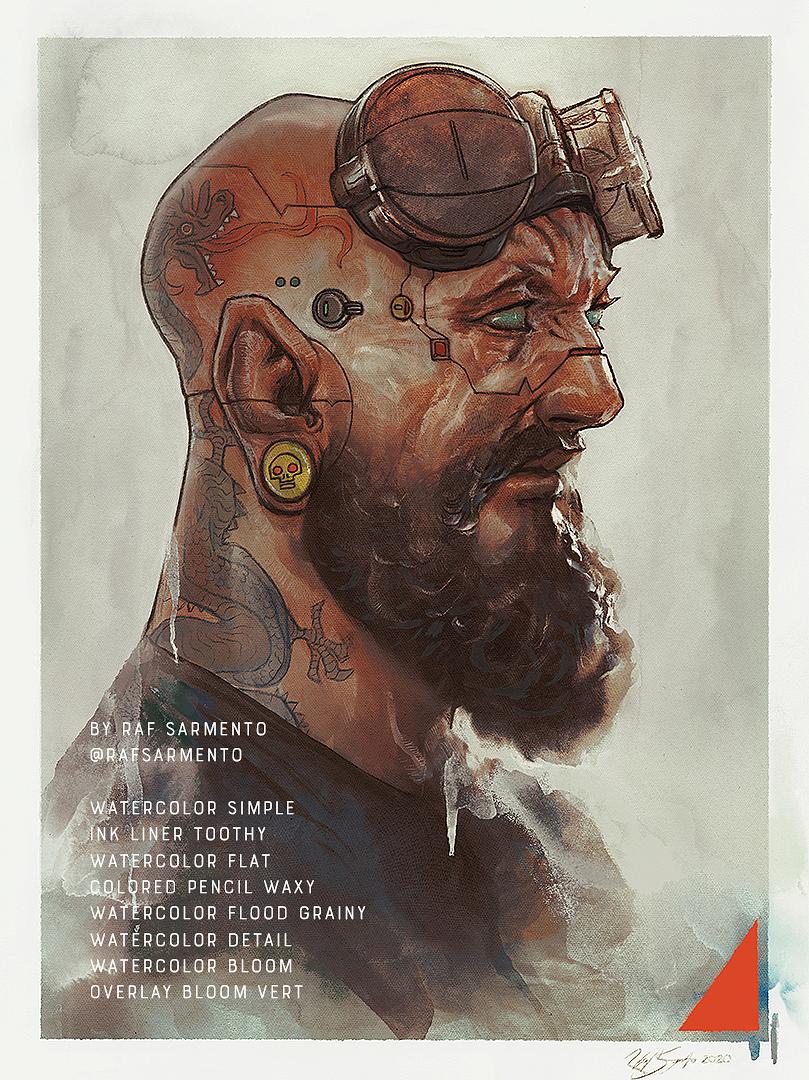 BY RAF SARMENTO
@RAFSARMENTO
WATERCOLOR SIMPLE
INK LINER TOOTHY
WATERCOLOR FLAT
COLORED PENCIL WAXY
WATERCOLOR FLOOD GRAINY
WATERCOLOR DETAIL
WATERCOLOR BLOOM
OVERLAY BLOOM VERT
2020